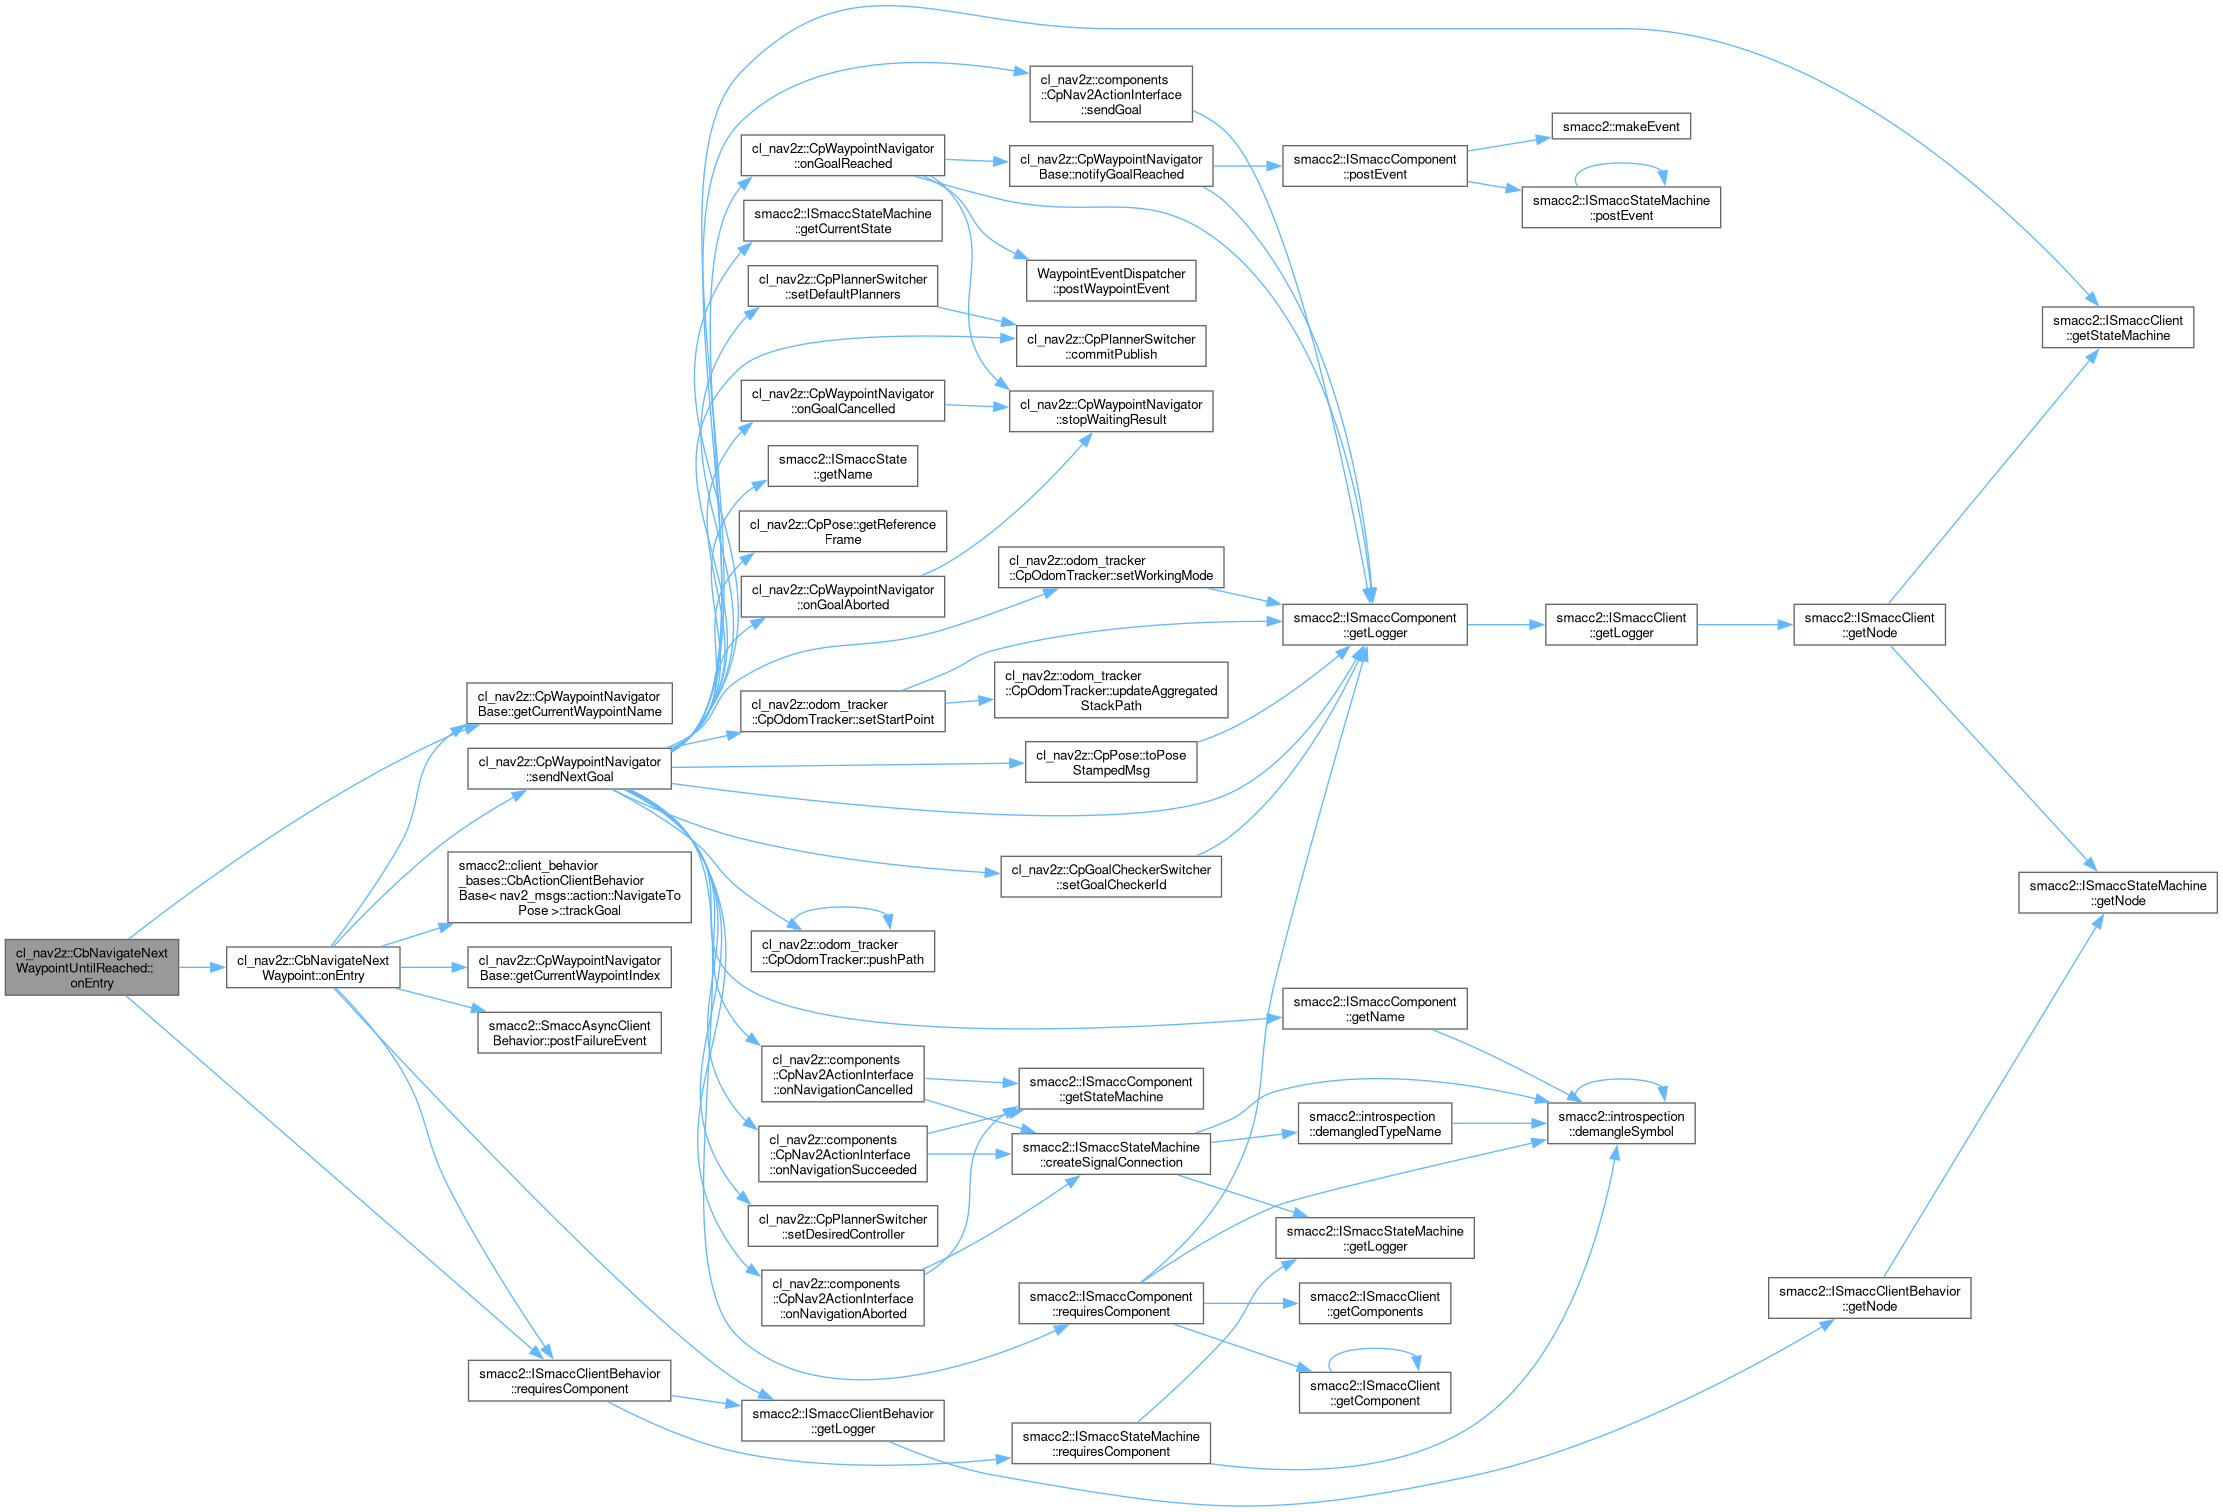 cl_nav2z::CbNavigateNext
WaypointUntilReached::
onEntry
cl_nav2z::CbNavigateNext
Waypoint::onEntry
cl_nav2z::CpWaypointNavigator
Base::getCurrentWaypointName
cl_nav2z::CpWaypointNavigator
::sendNextGoal
smacc2::client_behavior
_bases::CbActionClientBehavior
Base< nav2_msgs::action::NavigateTo
Pose >::trackGoal
cl_nav2z::CpWaypointNavigator
Base::getCurrentWaypointIndex
smacc2::SmaccAsyncClient
Behavior::postFailureEvent
smacc2::ISmaccClientBehavior
::requiresComponent
cl_nav2z::CpWaypointNavigator
::onGoalReached
smacc2::ISmaccStateMachine
::getCurrentState
cl_nav2z::CpPlannerSwitcher
::setDefaultPlanners
cl_nav2z::CpWaypointNavigator
::onGoalCancelled
smacc2::ISmaccState
::getName
cl_nav2z::CpPose::getReference
Frame
cl_nav2z::CpWaypointNavigator
::onGoalAborted
cl_nav2z::odom_tracker
::CpOdomTracker::setStartPoint
cl_nav2z::odom_tracker
::CpOdomTracker::pushPath
cl_nav2z::components
::CpNav2ActionInterface
::onNavigationCancelled
cl_nav2z::components
::CpNav2ActionInterface
::onNavigationSucceeded
cl_nav2z::CpPlannerSwitcher
::setDesiredController
cl_nav2z::components
::CpNav2ActionInterface
::onNavigationAborted
smacc2::ISmaccClientBehavior
::getLogger
cl_nav2z::components
::CpNav2ActionInterface
::sendGoal
cl_nav2z::CpWaypointNavigator
Base::notifyGoalReached
WaypointEventDispatcher
::postWaypointEvent
cl_nav2z::CpPlannerSwitcher
::commitPublish
cl_nav2z::CpWaypointNavigator
::stopWaitingResult
cl_nav2z::odom_tracker
::CpOdomTracker::setWorkingMode
cl_nav2z::odom_tracker
::CpOdomTracker::updateAggregated
StackPath
cl_nav2z::CpPose::toPose
StampedMsg
cl_nav2z::CpGoalCheckerSwitcher
::setGoalCheckerId
smacc2::ISmaccComponent
::getStateMachine
smacc2::ISmaccStateMachine
::createSignalConnection
smacc2::ISmaccComponent
::requiresComponent
smacc2::ISmaccStateMachine
::requiresComponent
smacc2::ISmaccComponent
::postEvent
smacc2::ISmaccComponent
::getLogger
smacc2::ISmaccComponent
::getName
smacc2::introspection
::demangledTypeName
smacc2::ISmaccStateMachine
::getLogger
smacc2::ISmaccClient
::getComponents
smacc2::ISmaccClient
::getComponent
smacc2::makeEvent
smacc2::ISmaccStateMachine
::postEvent
smacc2::ISmaccClient
::getLogger
smacc2::introspection
::demangleSymbol
smacc2::ISmaccClient
::getNode
smacc2::ISmaccClientBehavior
::getNode
smacc2::ISmaccClient
::getStateMachine
smacc2::ISmaccStateMachine
::getNode